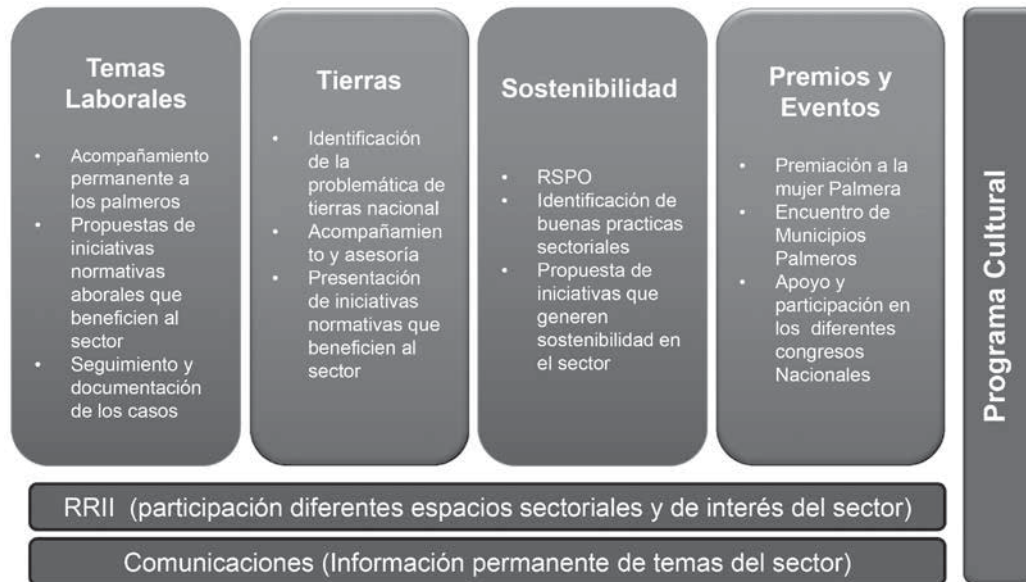 Temas
Laborales
• Acompañamiento
permanente a
los palmeros
• Propuestas de
iniciativas
normativas
aborales que
beneficien al
sector
• Seguimiento y
documentación
de los casos
Tierras
• Identificación
de la
problemática de
tierras nacional
• Acompañamien
to y asesoría
• Presentación
de iniciativas
normativas que
beneficien al
sector
Sostenibilidad
• RSPO
• Identificación de
buenas practicas
sectoriales
• Propuesta de
iniciativas que
generen
sostenibilidad en
el sector
Premios y
Eventos
• Premiación a la
mujer Palmera
• Encuentro de
Municipios
Palmeros
• Apoyo y
participación en
los diferentes
congresos
Nacionales
Programa Cultural
RRII (participación diferentes espacios sectoriales y de interés del sector)
Comunicaciones (Información permanente de temas del sector)